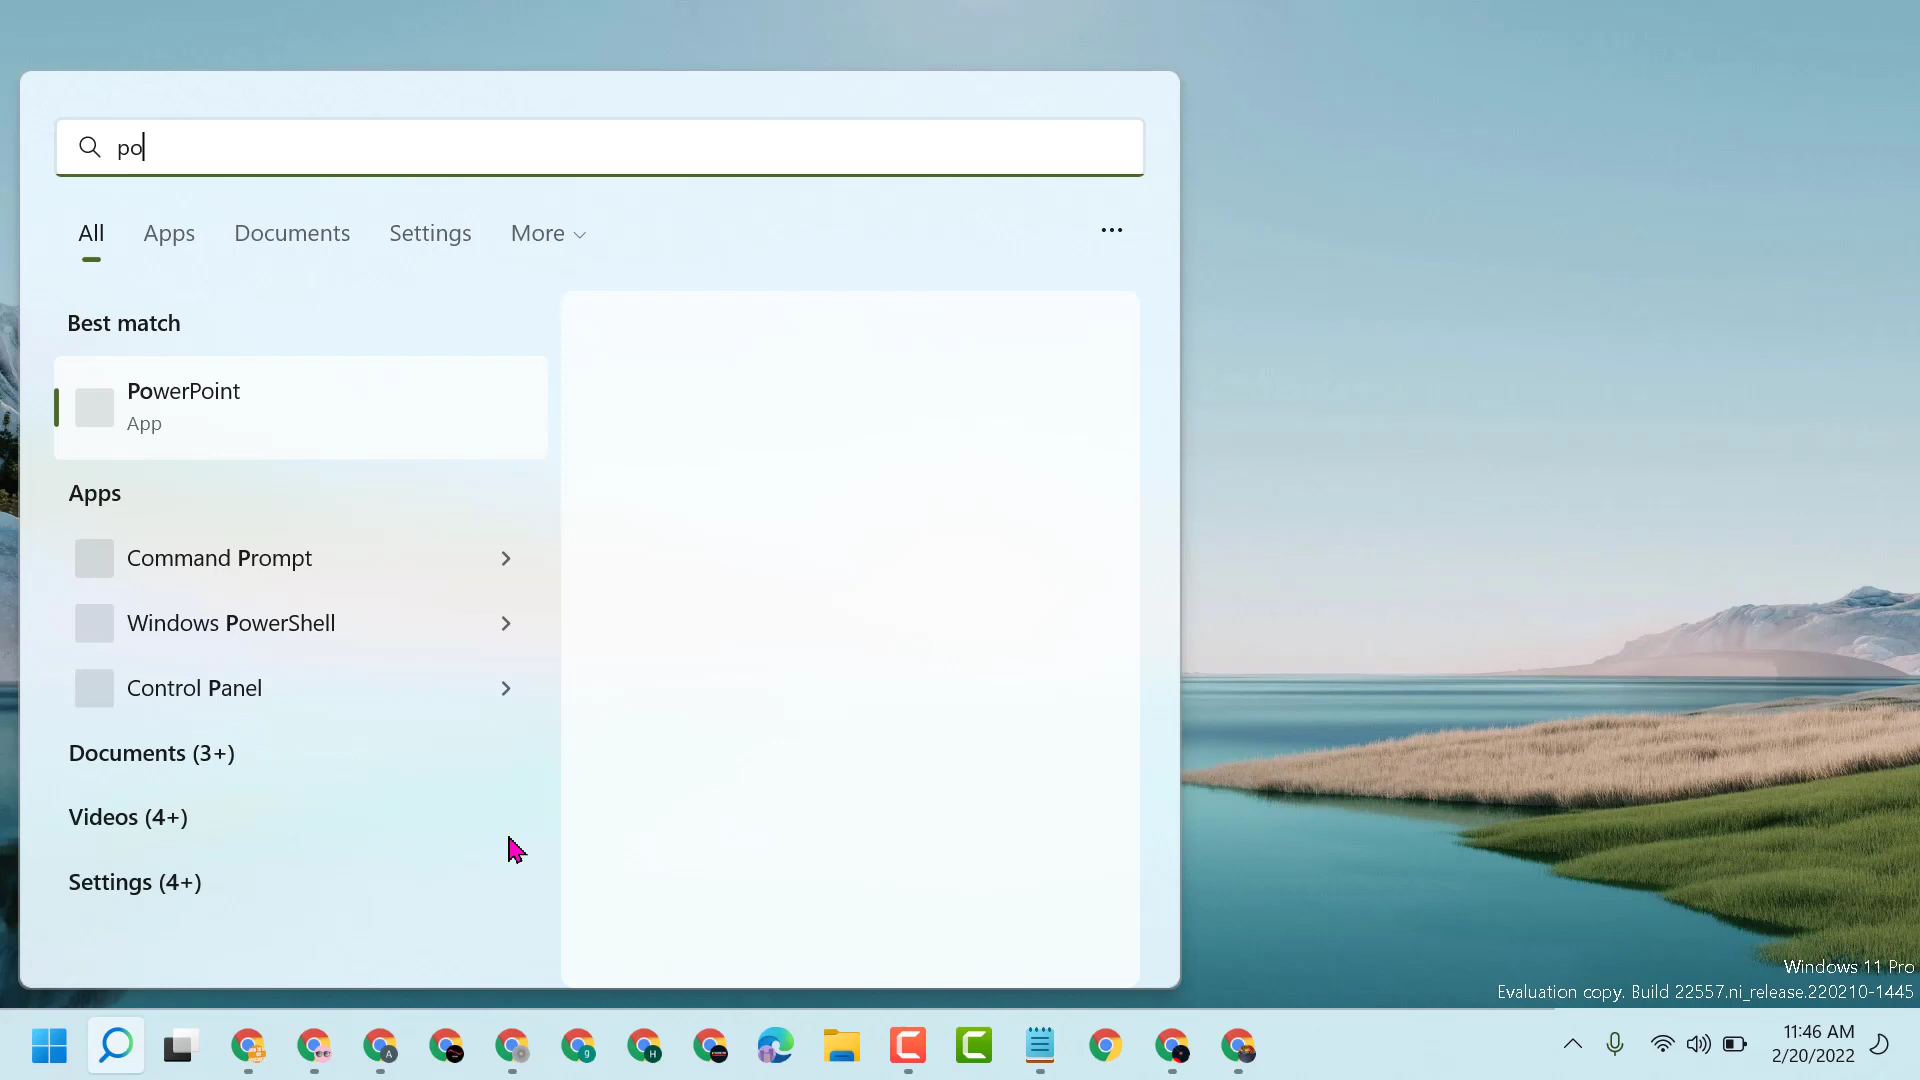 po
All Apps Documents Settings More ...
Best match
PowerPoint
App
Apps
Command Prompt
Windows PowerShell
Control Panel
Documents (3+)
Videos (4+)
Settings (4+)
Windows 11 Pro
Evaluation copy. Build 22557.ni_release.220210-1445
A
9
H
11:46 AM
2/20/2022